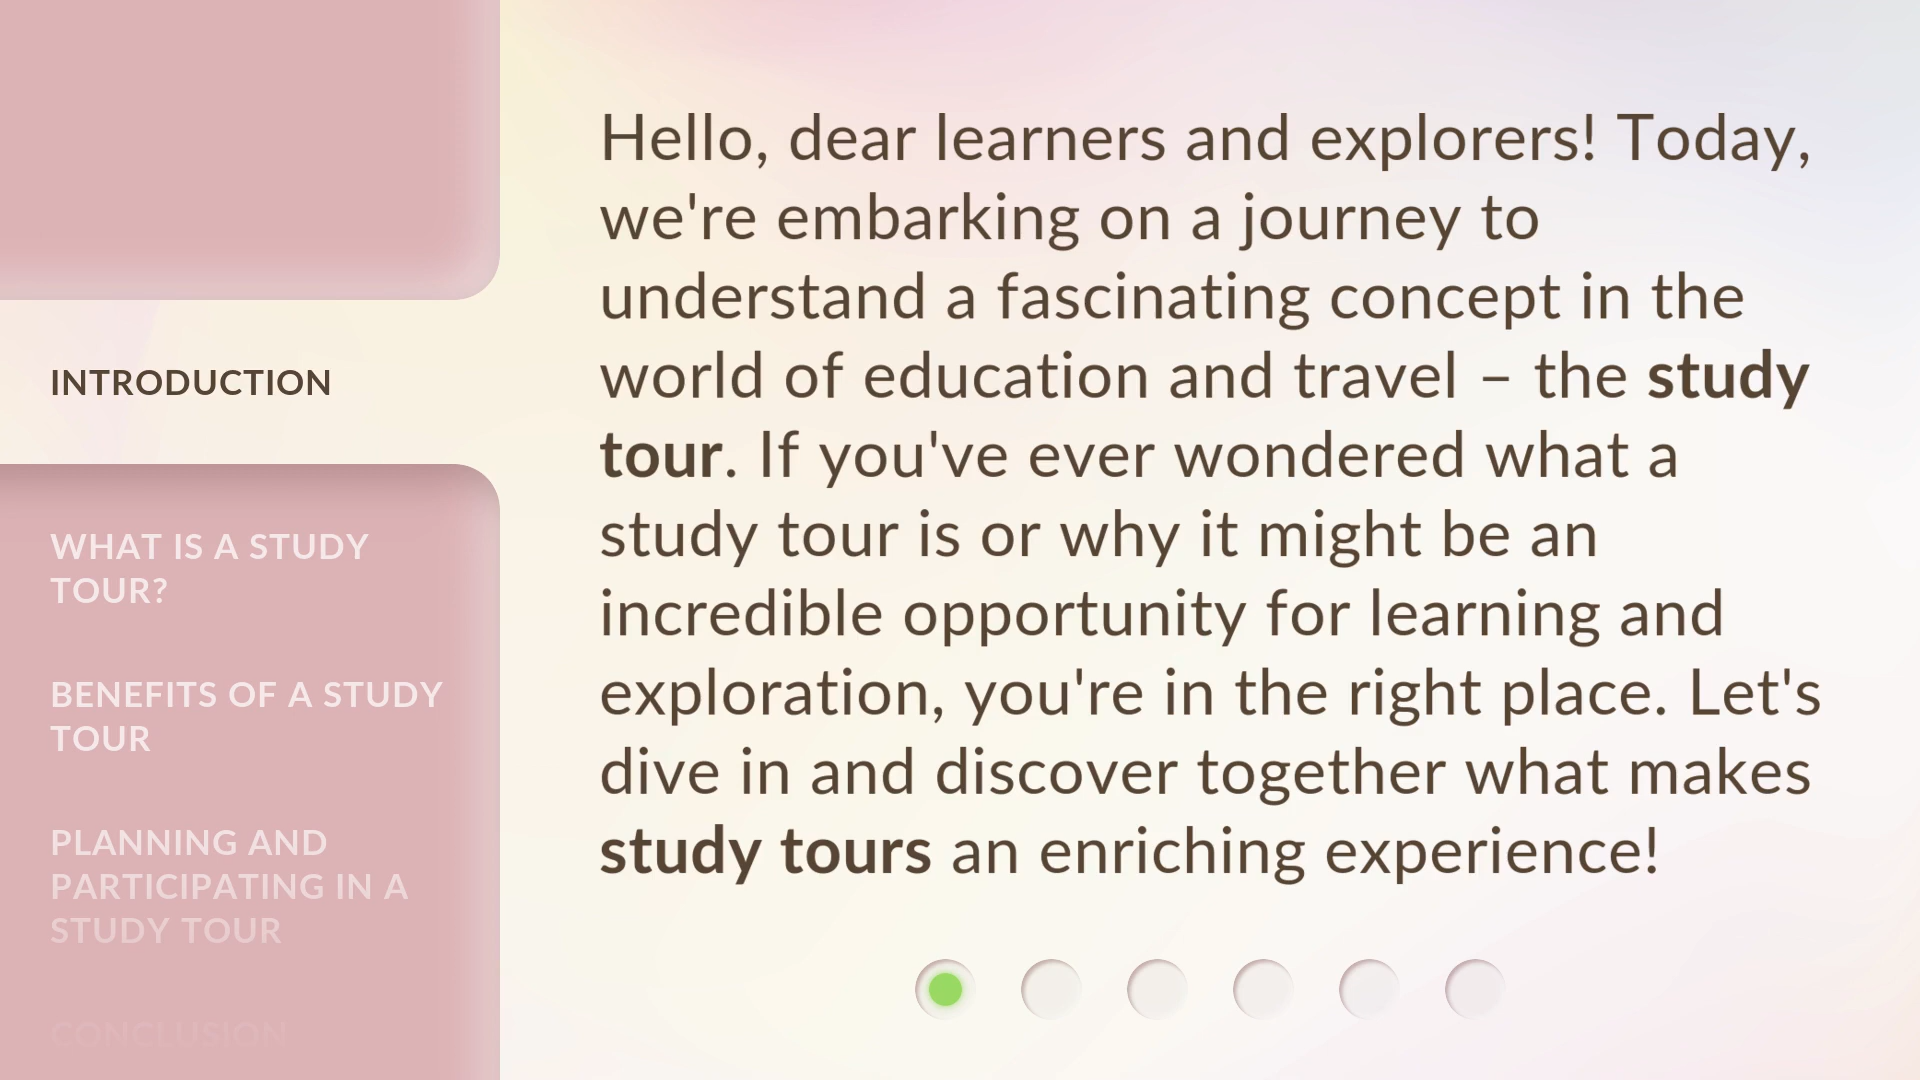 INTRODUCTION
WHAT IS A STUDY
TOUR?
BENEFITS OF A STUDY
TOUR
PLANNING AND
PARTICIPATING IN A
STUDY TOUR
CONCLUSION
Hello, dear learners and explorers! Today,
we're embarking on a journey to
understand a fascinating concept in the
world of education and travel – the study
tour. If you've ever wondered what a
study tour is or why it might be an
incredible opportunity for learning and
exploration, you're in the right place. Let's
dive in and discover together what makes
study tours an enriching experience!